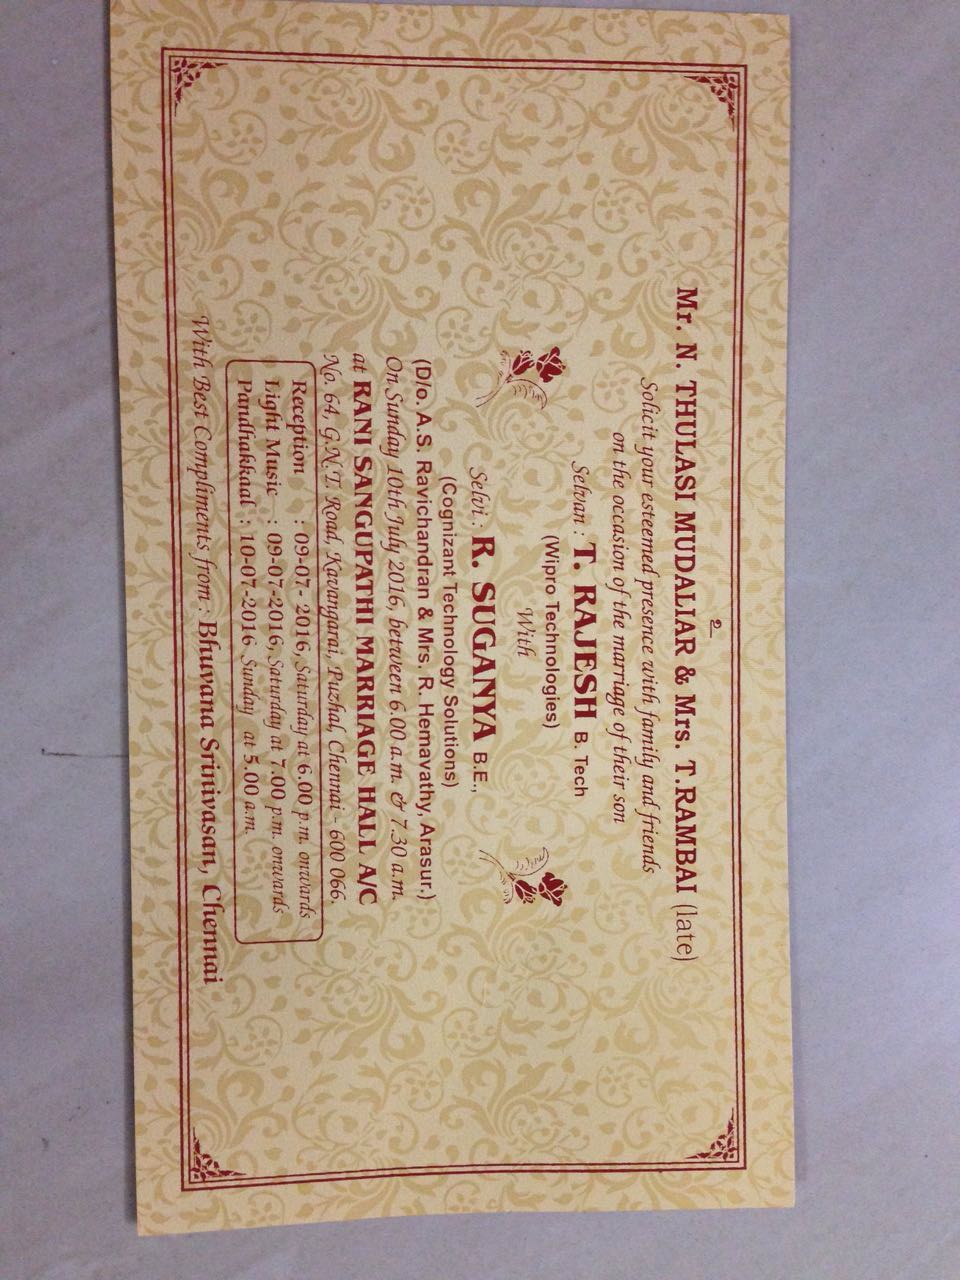 உ
Mr. N. THULASI MUDALIAR & Mrs. T.RAMBAI (late)
Solicit your esteemed presence with family and friends
on the occasion of the marriage of their son
Selvan : T. RAJESH B. Tech
(Wipro Technologies)
With
Selvi : R. SUGANYA B.E.,
(Cognizant Technology Solutions)
(D/o. A.S. Ravichandran & Mrs. R. Hemavathy, Arasur.)
On Sunday 10th July 2016, between 6.00 a.m. & 7.30 a.m.
at RANI SANGUPATHI MARRIAGE HALL A/C
No. 64, G.N.T. Road, Kavangarai, Puzhal, Chennai - 600 066.
Reception : 09-07- 2016, Saturday at 6.00 p.m. onwards
Light Music : 09-07-2016, Saturday at 7.00 p.m. onwards
Pandhakkaal : 10-07-2016 Sunday at 5.00 a.m.
With Best Compliments from : Bhuvana Srinivasan, Chennai